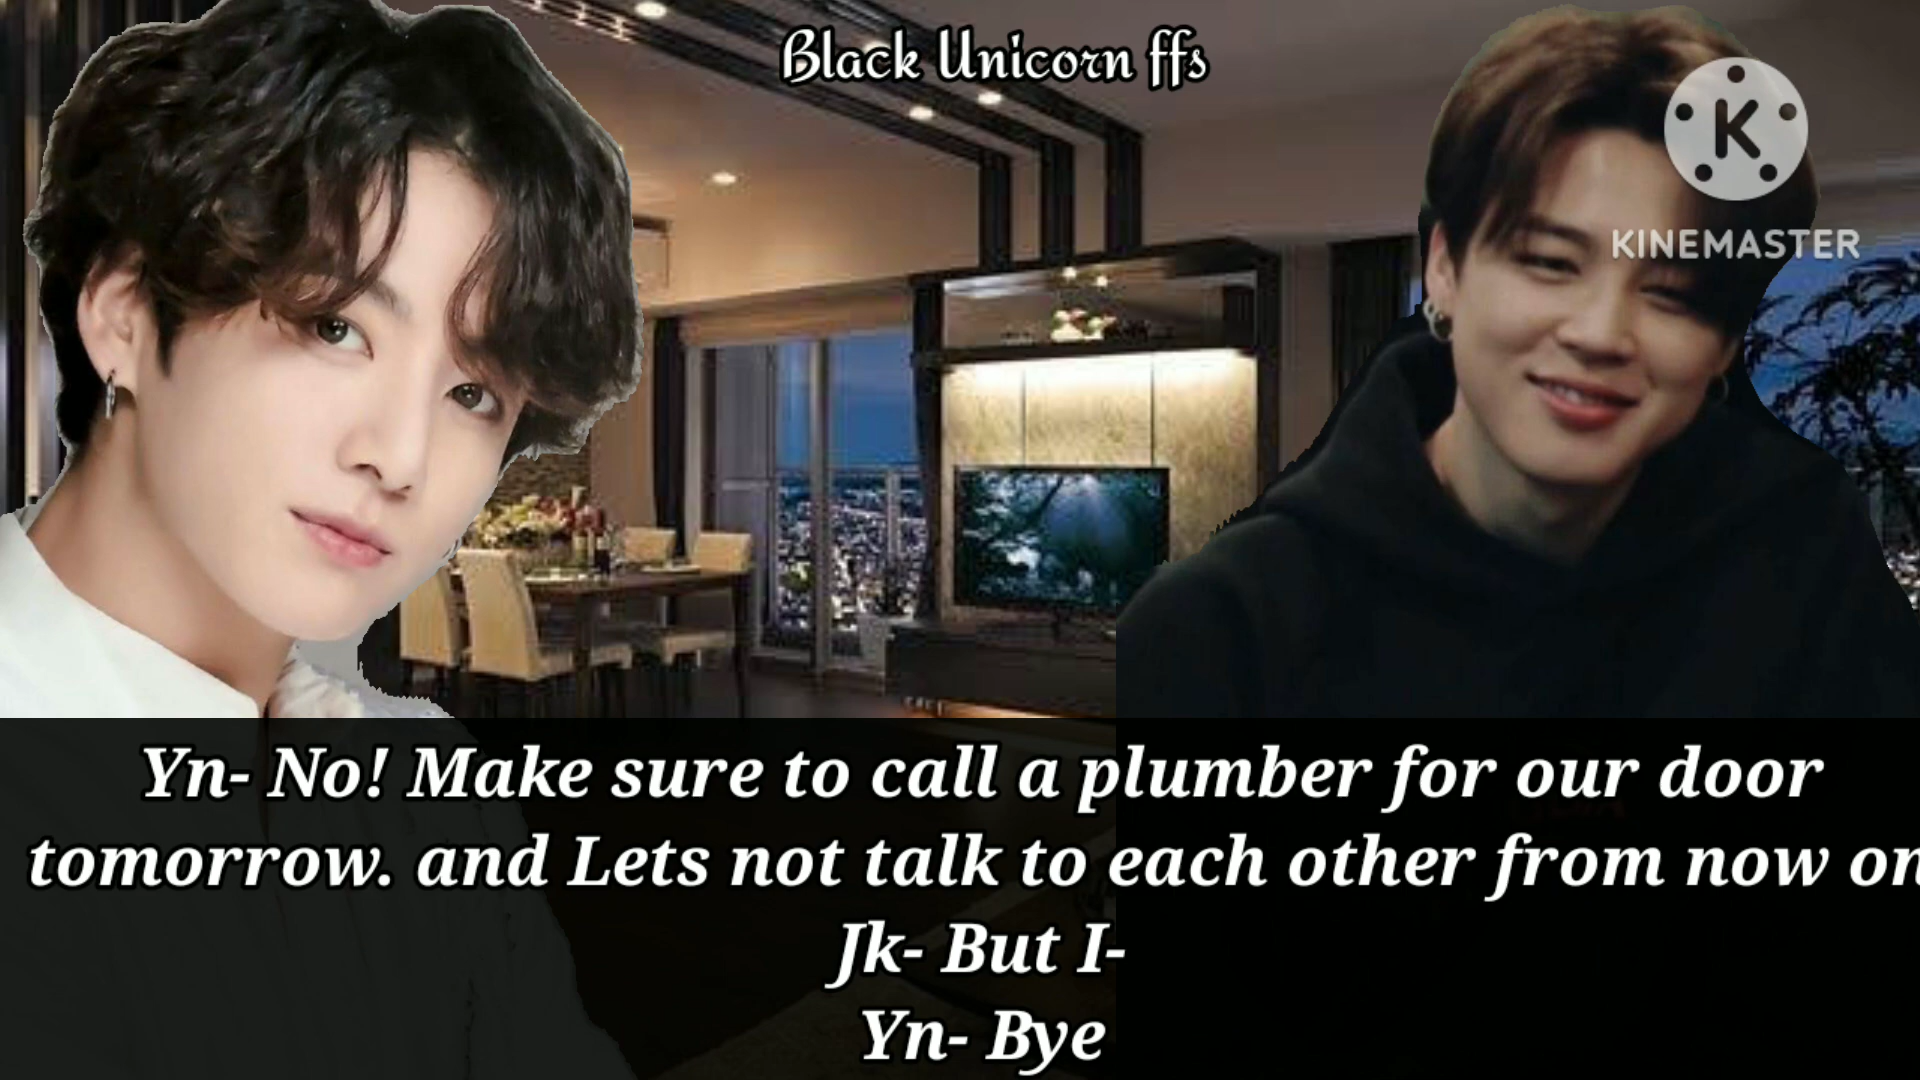 Black Unicorn ffs
K
KINEMASTER
Yn- No! Make sure to call a plumber for our door
tomorrow. and Lets not talk to each other from now on
Jk- But I-
Yn- Bye